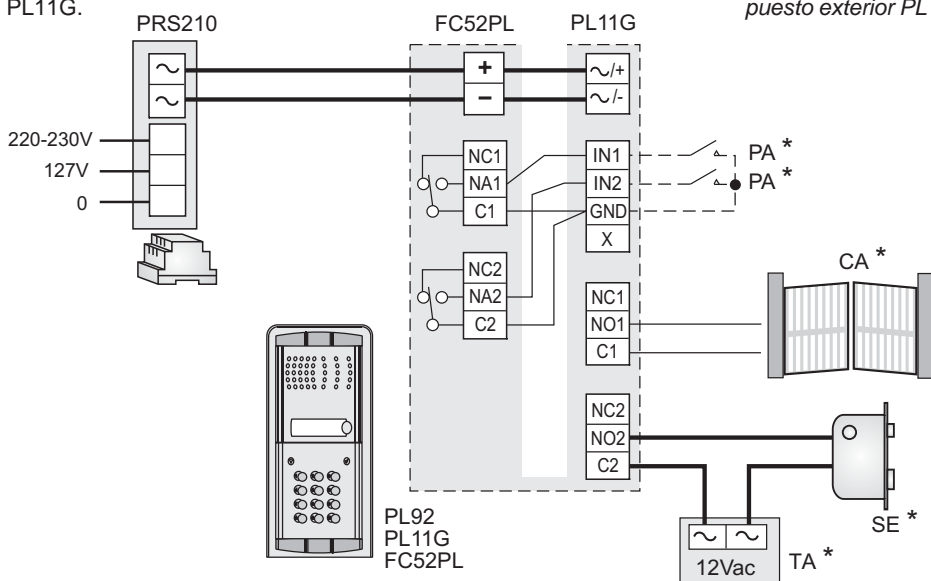 PL11G.
puesto exterior PL
PRS210
FC52PL
PL11G
~
~
220-230V
127V
0
+
−
NC1
NA1
C1
NC2
NA2
C2
~/+
~/-
IN1
IN2
GND
X
NC1
NO1
C1
NC2
NO2
C2
PA *
PA *
CA *
SE *
~ ~
12Vac
TA *
PL92
PL11G
FC52PL